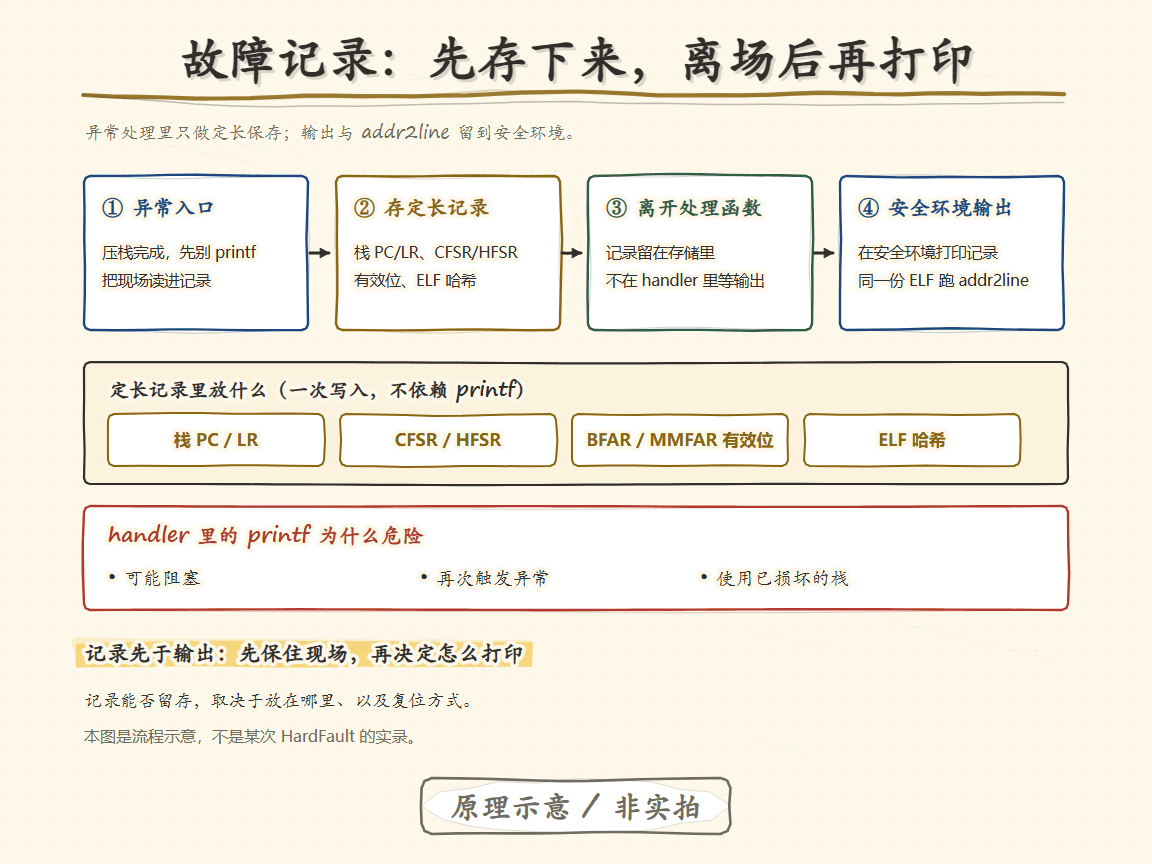 故障记录：先存下来，离场后再打印
异常处理里只做定长保存；输出与 addr2line 留到安全环境。
① 异常入口
压栈完成，先别 printf
把现场读进记录
② 存定长记录
栈 PC/LR、CFSR/HFSR
有效位、ELF 哈希
③ 离开处理函数
记录留在存储里
不在 handler 里等输出
④ 安全环境输出
在安全环境打印记录
同一份 ELF 跑 addr2line
定长记录里放什么（一次写入，不依赖 printf）
栈 PC / LR
CFSR / HFSR
BFAR / MMFAR 有效位
ELF 哈希
handler 里的 printf 为什么危险
• 可能阻塞
• 再次触发异常
• 使用已损坏的栈
记录先于输出：先保住现场，再决定怎么打印
记录能否留存，取决于放在哪里、以及复位方式。
本图是流程示意，不是某次 HardFault 的实录。
原理示意 / 非实拍